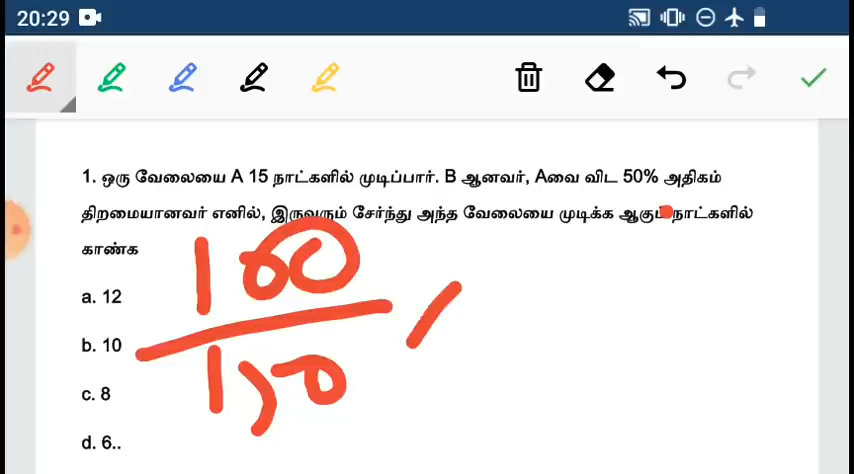 20:29
1. ஒரு வேலையை A 15 நாட்களில் முடிப்பார். B ஆனவர், Aவை விட 50% அதிகம்
திறமையானவர் எனில், இருவரும் சேர்ந்து அந்த வேலையை முடிக்க ஆகும் நாட்களில்
காண்க
100
a. 12
b. 10
150
c. 8
d. 6..